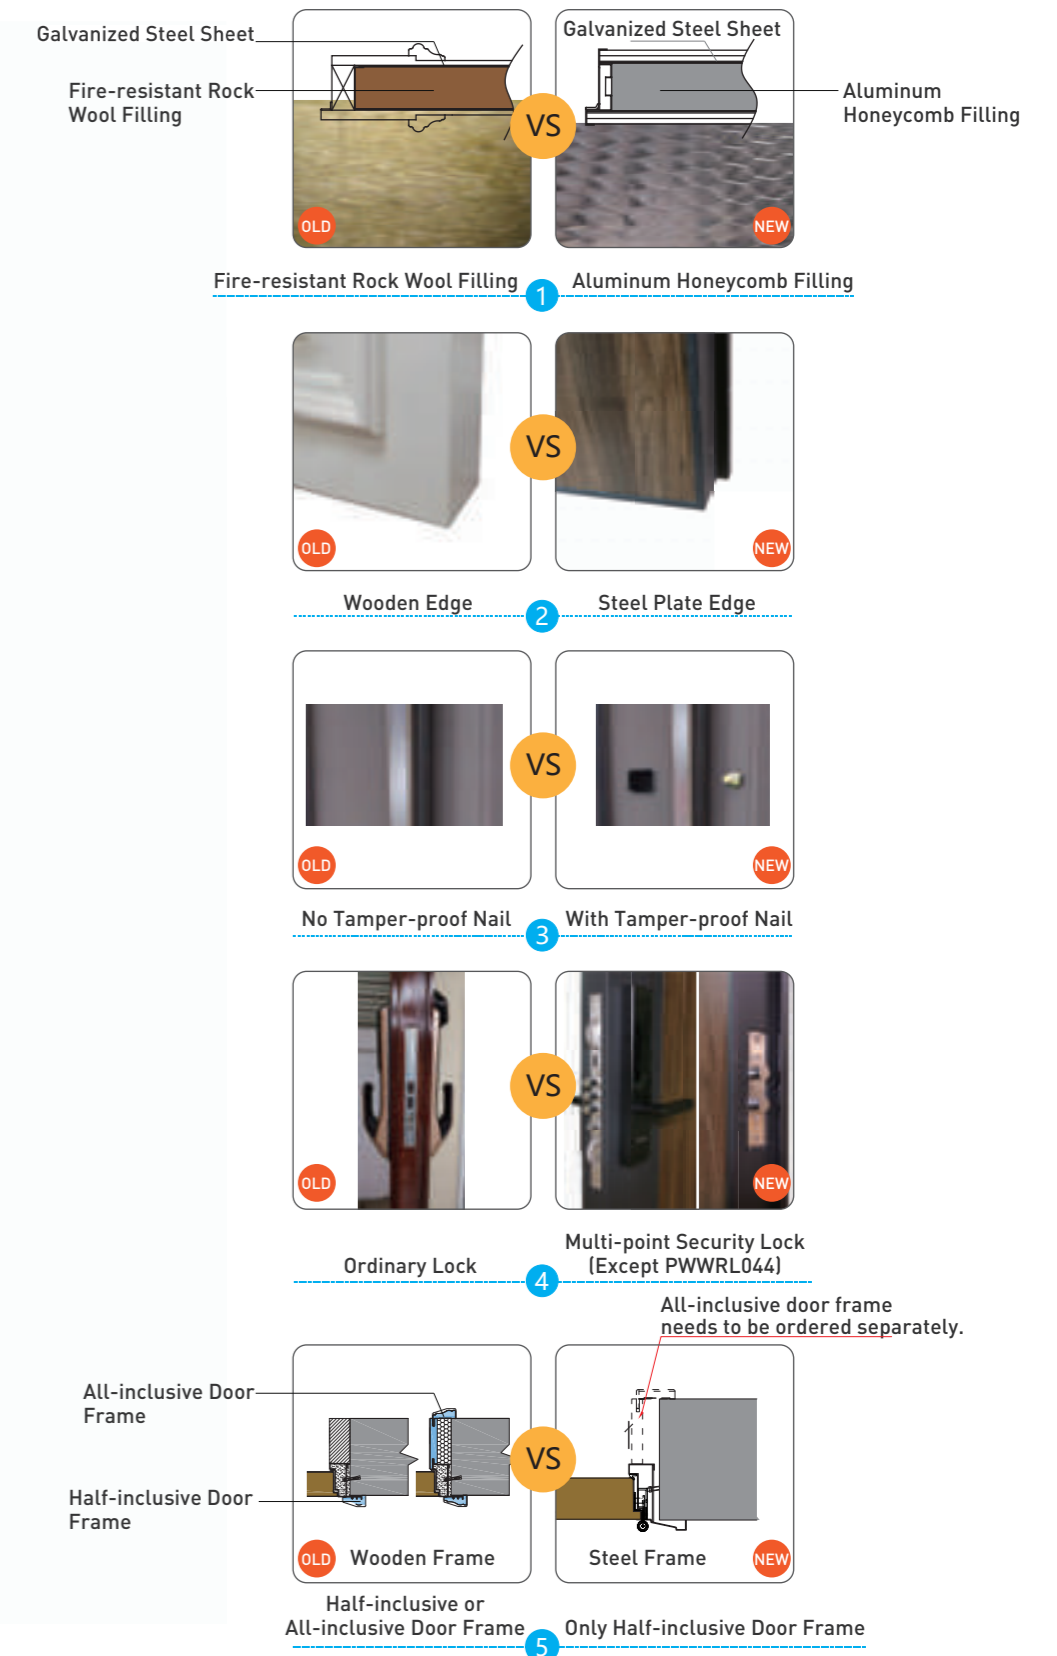 Galvanized Steel Sheet
Galvanized Steel Sheet
Fire-resistant Rock
Wool Filling
Aluminum
Honeycomb Filling
VS
OLD
NEW
Fire-resistant Rock Wool Filling
Aluminum Honeycomb Filling
1
VS
OLD
NEW
Wooden Edge
Steel Plate Edge
2
VS
OLD
NEW
No Tamper-proof Nail
With Tamper-proof Nail
3
VS
OLD
NEW
Ordinary Lock
Multi-point Security Lock
(Except PWWRL044)
4
All-inclusive door frame
needs to be ordered separately.
All-inclusive Door
Frame
VS
Half-inclusive Door
Frame
OLD
Wooden Frame
Steel Frame
NEW
Half-inclusive or
All-inclusive Door Frame
Only Half-inclusive Door Frame
5